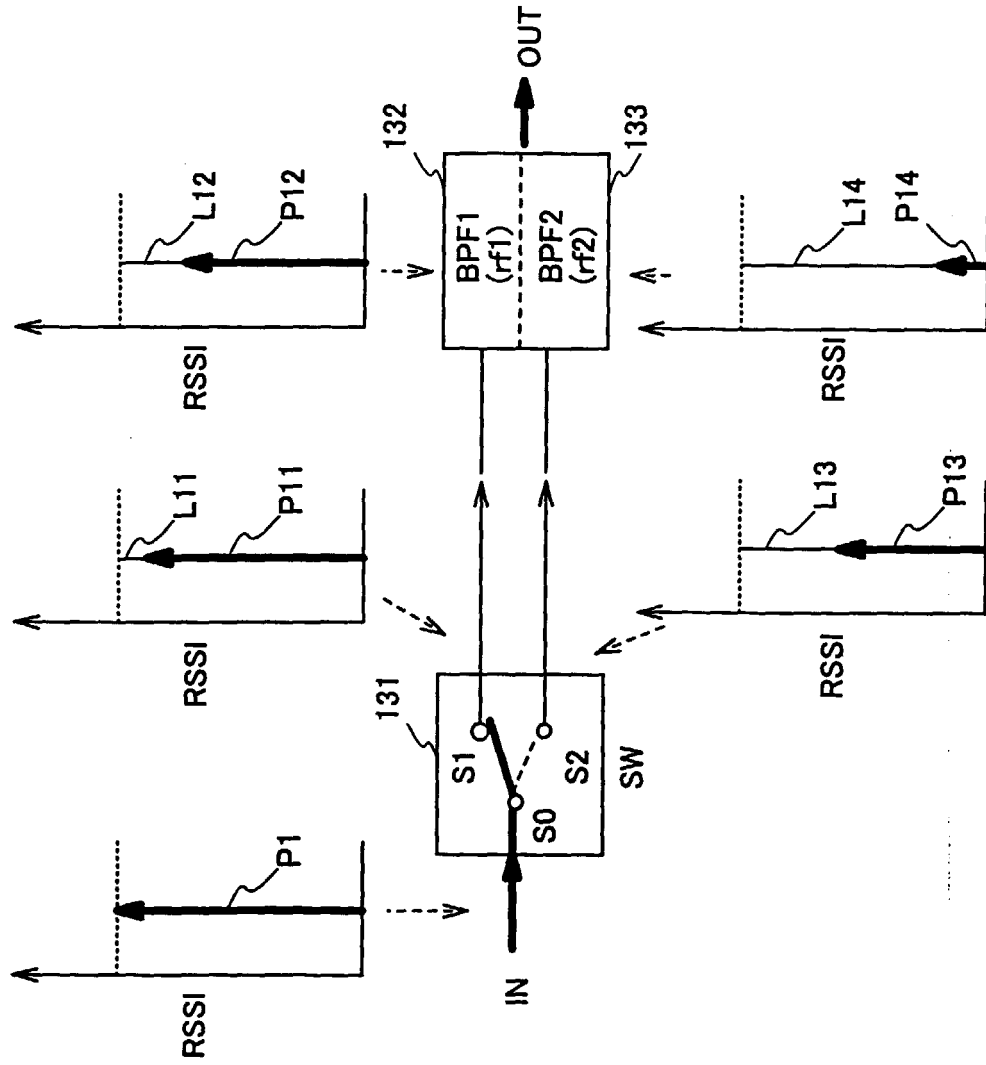 RSSI
P1
RSSI
L11
P11
RSSI
L12
P12
IN
131
S0
S1
S2
SW
132
BPF1
(rf1)
BPF2
(rf2)
133
OUT
RSSI
L13
P13
RSSI
L14
P14